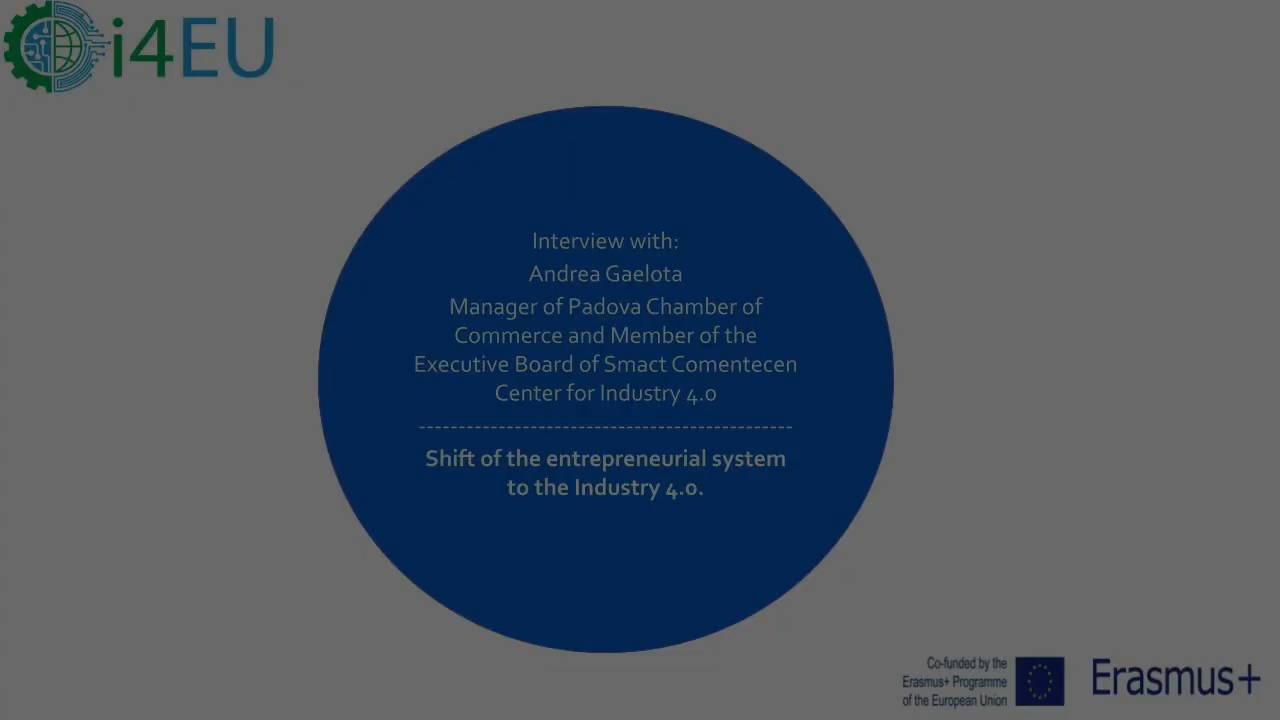 i4EU
Interview with:
Andrea Gaelota
Manager of Padova Chamber of
Commerce and Member of the
Executive Board of Smact Comentecen
Center for Industry 4.0
-----------------------------------------------
Shift of the entrepreneurial system
to the Industry 4.0.
Co-funded by the
Erasmus+ Programme
of the European Union
Erasmus+